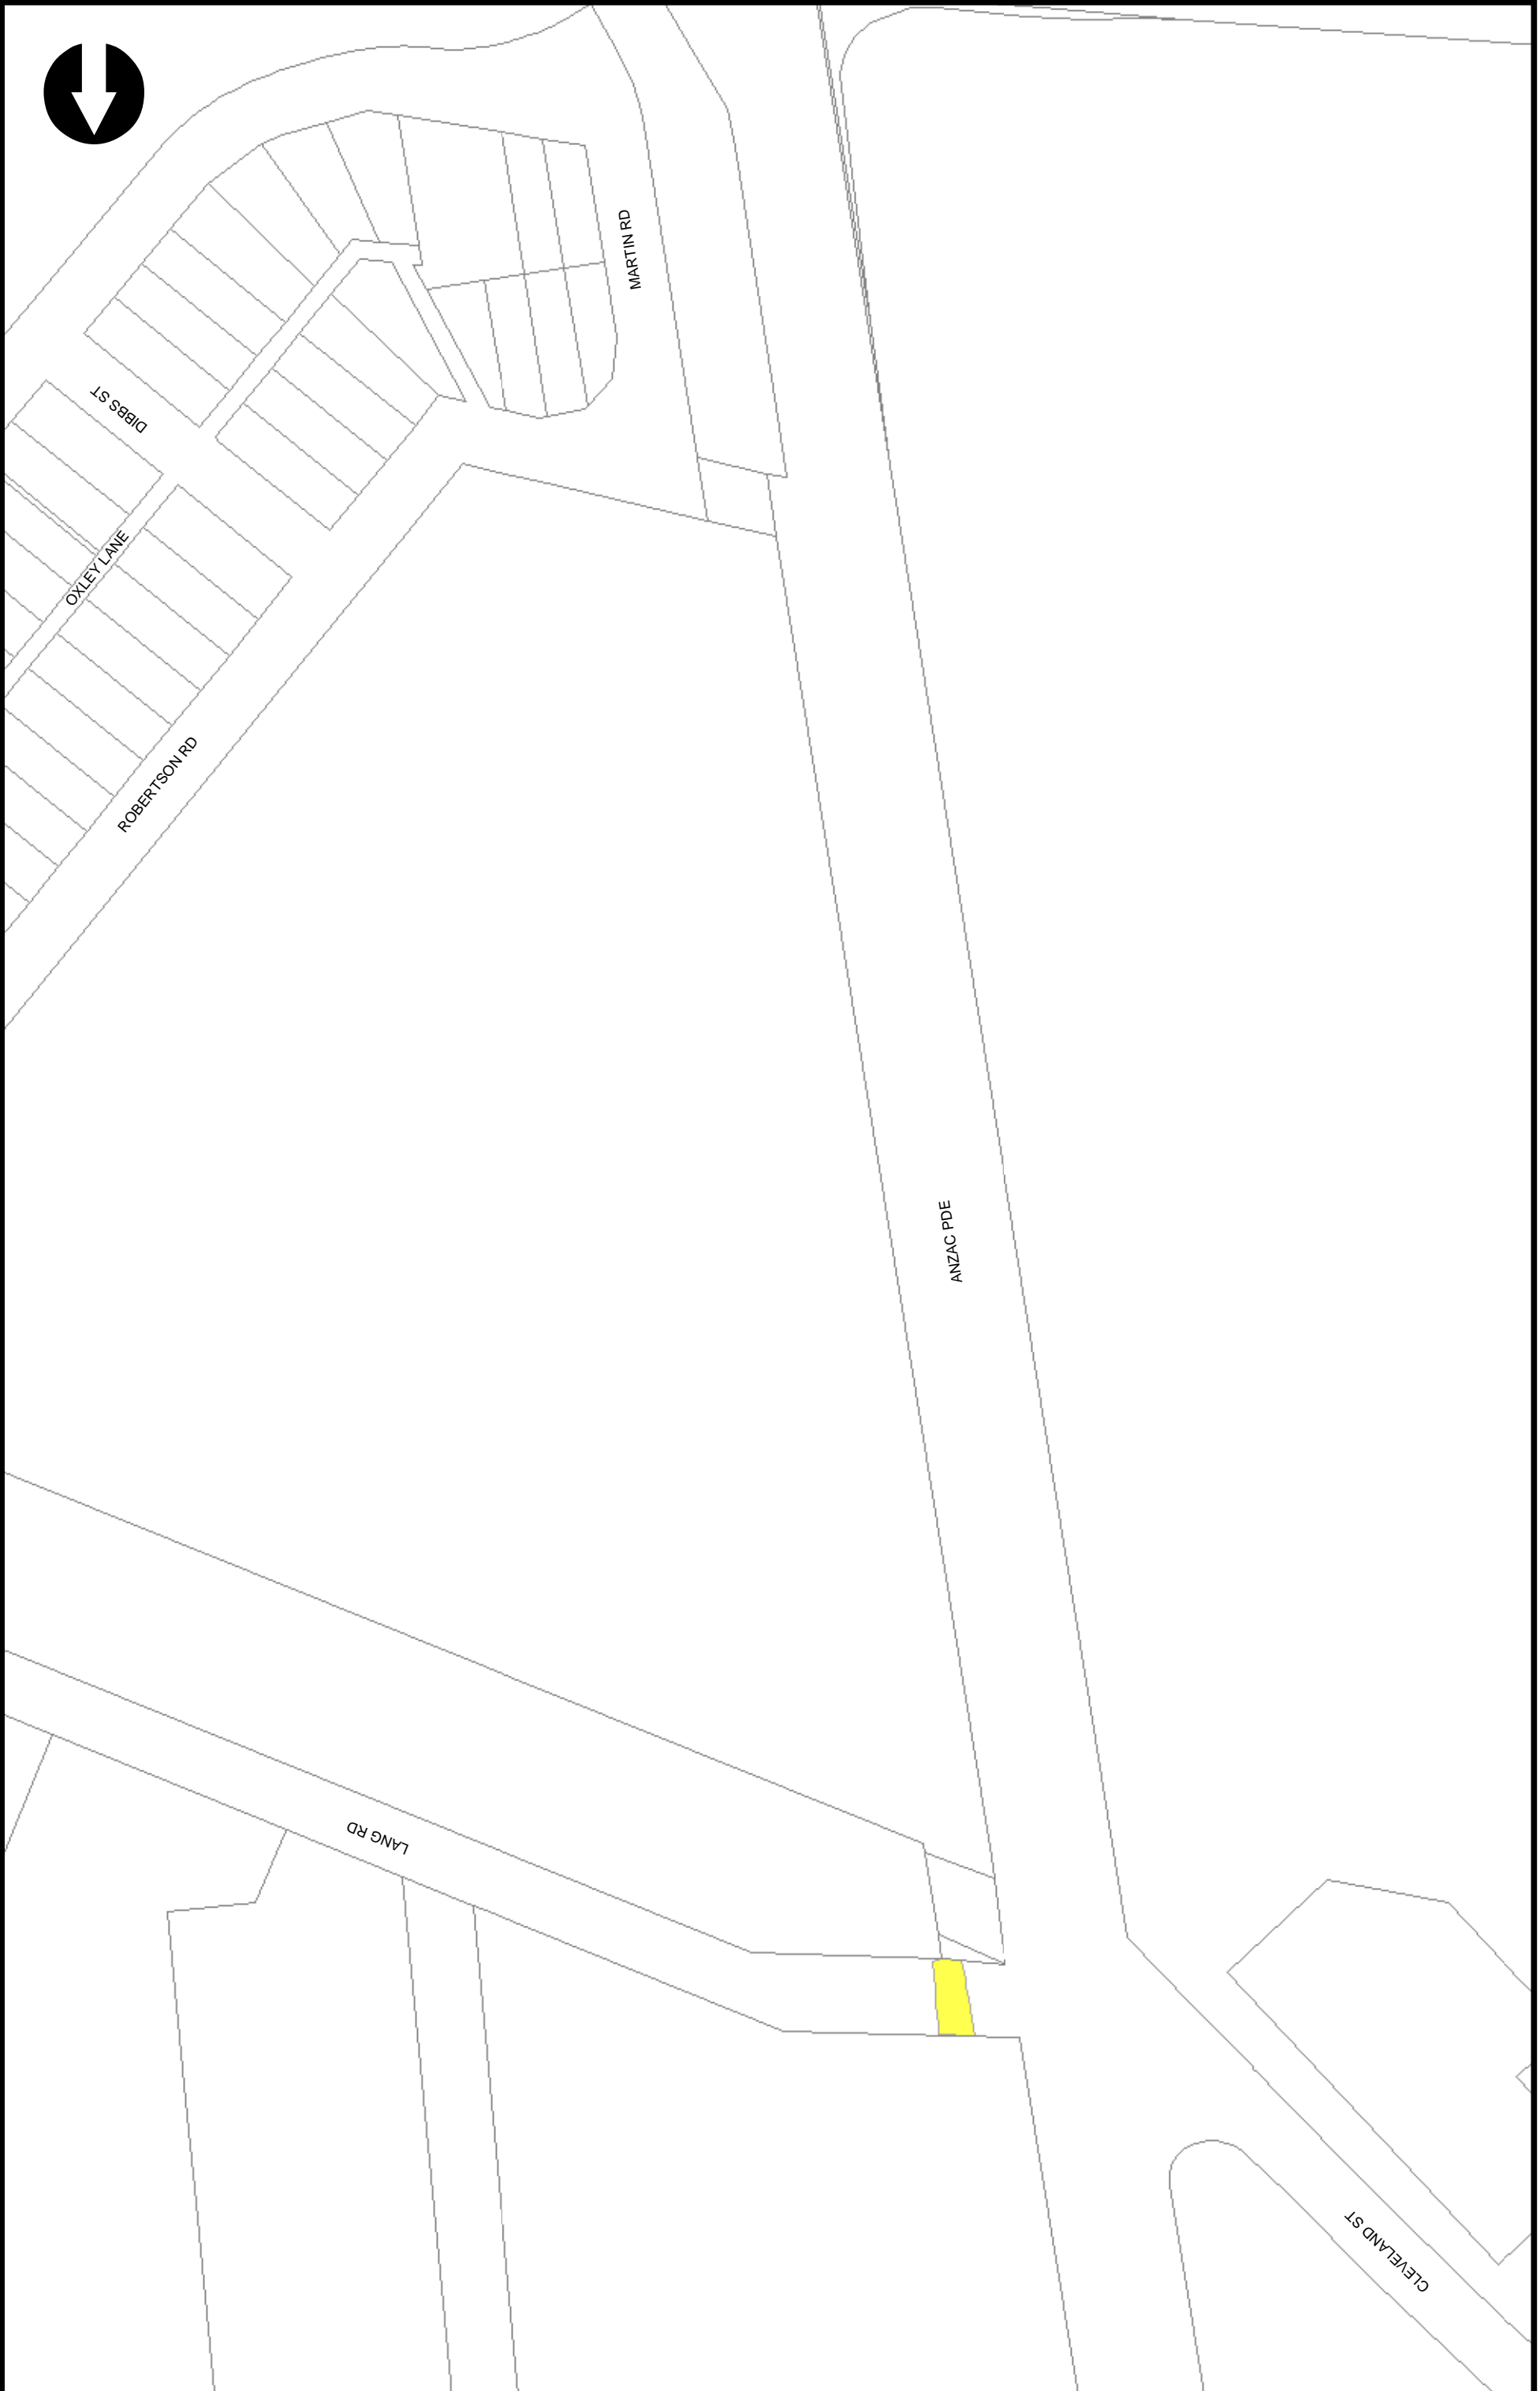 MARTIN RD
DIBBS ST
OXLEY LANE
ROBERTSON RD
ANZAC PDE
LANG RD
CLEVELAND ST